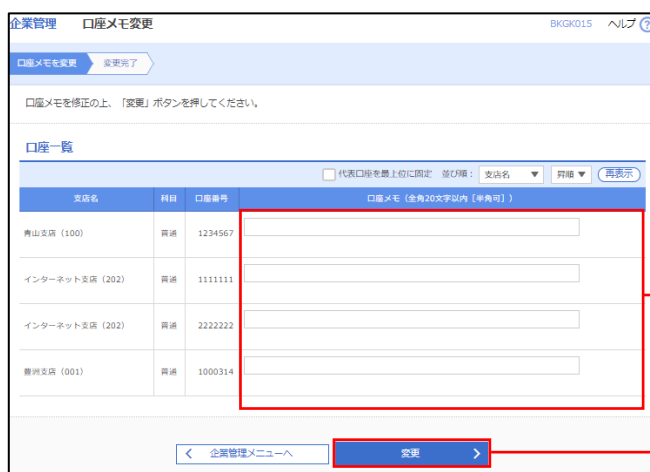 企業管理 口座メモ変更 BKGK015 ヘルプ ?
口座メモを変更 変更完了
口座メモを修正の上、「変更」ボタンを押してください。
口座一覧
代表口座を最上位に固定 並び順： 支店名 ▼ 昇順 ▼ 再表示
支店名 科目 口座番号 口座メモ（全角20文字以内［半角可］）
青山支店（100） 普通 1234567
インターネット支店（202） 普通 1111111
インターネット支店（202） 普通 2222222
豊洲支店（001） 普通 1000314
企業管理メニューへ 変更